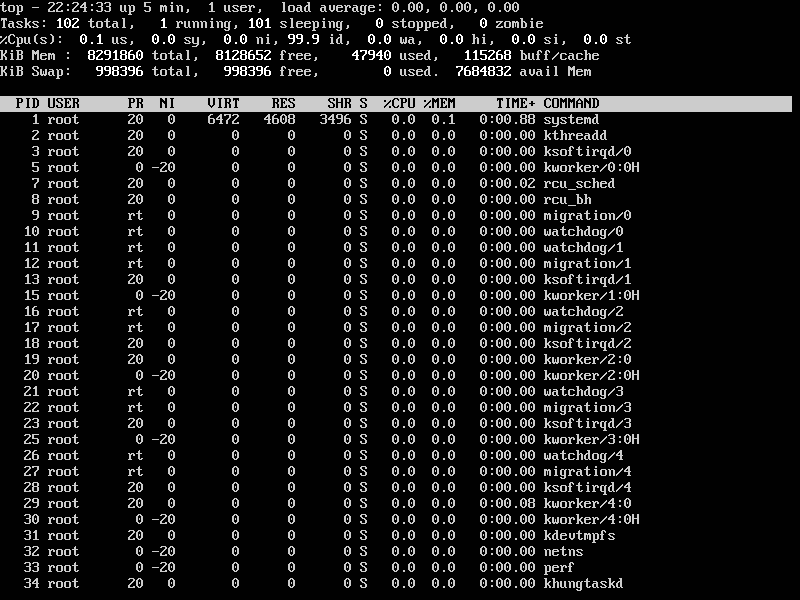 top - 22:24:33 up 5 min,  1 user,  load average: 0.00, 0.00, 0.00
Tasks: 102 total,   1 running, 101 sleeping,   0 stopped,   0 zombie
%Cpu(s):  0.1 us,  0.0 sy,  0.0 ni, 99.9 id,  0.0 wa,  0.0 hi,  0.0 si,  0.0 st
KiB Mem :  8291860 total,  8128652 free,    47940 used,   115268 buff/cache
KiB Swap:   998396 total,   998396 free,        0 used.  7684832 avail Mem
  PID USER      PR  NI    VIRT    RES    SHR S  %CPU %MEM     TIME+ COMMAND
    1 root      20   0    6472   4608   3496 S   0.0  0.1   0:00.88 systemd
    2 root      20   0       0      0      0 S   0.0  0.0   0:00.00 kthreadd
    3 root      20   0       0      0      0 S   0.0  0.0   0:00.00 ksoftirqd/0
    5 root       0 -20       0      0      0 S   0.0  0.0   0:00.00 kworker/0:0H
    7 root      20   0       0      0      0 S   0.0  0.0   0:00.02 rcu_sched
    8 root      20   0       0      0      0 S   0.0  0.0   0:00.00 rcu_bh
    9 root      rt   0       0      0      0 S   0.0  0.0   0:00.00 migration/0
   10 root      rt   0       0      0      0 S   0.0  0.0   0:00.00 watchdog/0
   11 root      rt   0       0      0      0 S   0.0  0.0   0:00.00 watchdog/1
   12 root      rt   0       0      0      0 S   0.0  0.0   0:00.00 migration/1
   13 root      20   0       0      0      0 S   0.0  0.0   0:00.00 ksoftirqd/1
   15 root       0 -20       0      0      0 S   0.0  0.0   0:00.00 kworker/1:0H
   16 root      rt   0       0      0      0 S   0.0  0.0   0:00.00 watchdog/2
   17 root      rt   0       0      0      0 S   0.0  0.0   0:00.00 migration/2
   18 root      20   0       0      0      0 S   0.0  0.0   0:00.00 ksoftirqd/2
   19 root      20   0       0      0      0 S   0.0  0.0   0:00.00 kworker/2:0
   20 root       0 -20       0      0      0 S   0.0  0.0   0:00.00 kworker/2:0H
   21 root      rt   0       0      0      0 S   0.0  0.0   0:00.00 watchdog/3
   22 root      rt   0       0      0      0 S   0.0  0.0   0:00.00 migration/3
   23 root      20   0       0      0      0 S   0.0  0.0   0:00.00 ksoftirqd/3
   25 root       0 -20       0      0      0 S   0.0  0.0   0:00.00 kworker/3:0H
   26 root      rt   0       0      0      0 S   0.0  0.0   0:00.00 watchdog/4
   27 root      rt   0       0      0      0 S   0.0  0.0   0:00.00 migration/4
   28 root      20   0       0      0      0 S   0.0  0.0   0:00.00 ksoftirqd/4
   29 root      20   0       0      0      0 S   0.0  0.0   0:00.08 kworker/4:0
   30 root       0 -20       0      0      0 S   0.0  0.0   0:00.00 kworker/4:0H
   31 root      20   0       0      0      0 S   0.0  0.0   0:00.00 kdevtmpfs
   32 root       0 -20       0      0      0 S   0.0  0.0   0:00.00 netns
   33 root       0 -20       0      0      0 S   0.0  0.0   0:00.00 perf
   34 root      20   0       0      0      0 S   0.0  0.0   0:00.00 khungtaskd